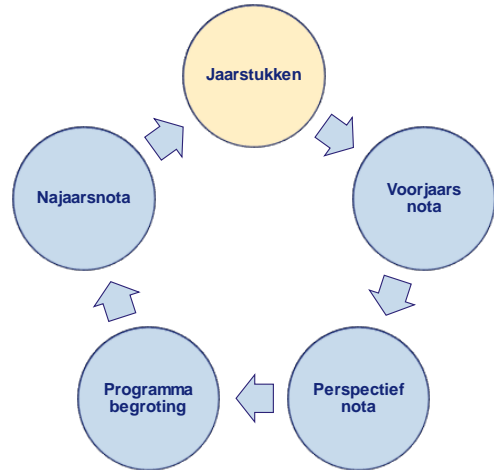 Jaarstukken
Voorjaars
nota
Perspectief
nota
Programma
begroting
Najaarsnota